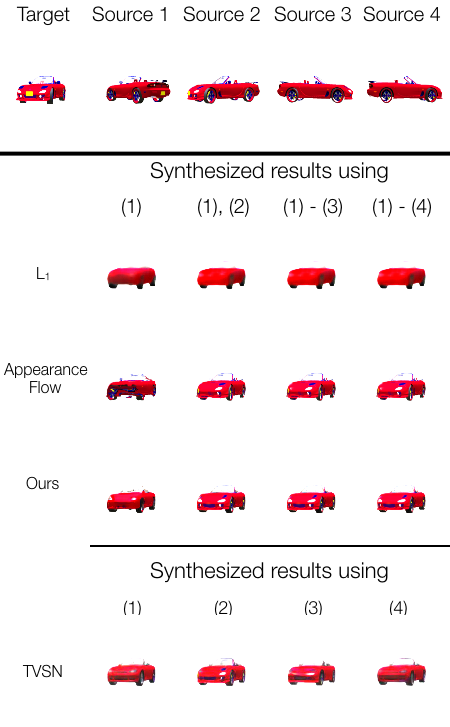 Target Source 1 Source 2 Source 3 Source 4
Synthesized results using
(1) (1), (2) (1) - (3) (1) - (4)
L1
Appearance
Flow
Ours
Synthesized results using
(1) (2) (3) (4)
TVSN